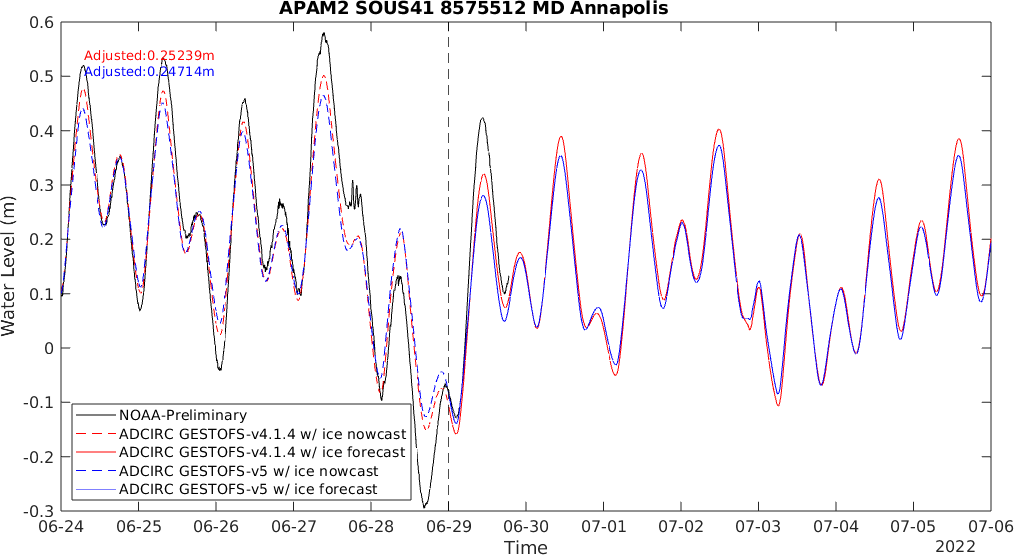 APAM2 SOUS41 8575512 MD Annapolis
0.6
0.5
0.4
0.3
0.2
0.1
0
-0.1
-0.2
-0.3
Water Level (m)
Adjusted:0.25239m
Adjusted:0.24714m
NOAA-Preliminary
ADCIRC GESTOFS-v4.1.4 w/ ice nowcast
ADCIRC GESTOFS-v4.1.4 w/ ice forecast
ADCIRC GESTOFS-v5 w/ ice nowcast
ADCIRC GESTOFS-v5 w/ ice forecast
06-24 06-25 06-26 06-27 06-28 06-29 06-30 07-01 07-02 07-03 07-04 07-05 07-06
Time
2022